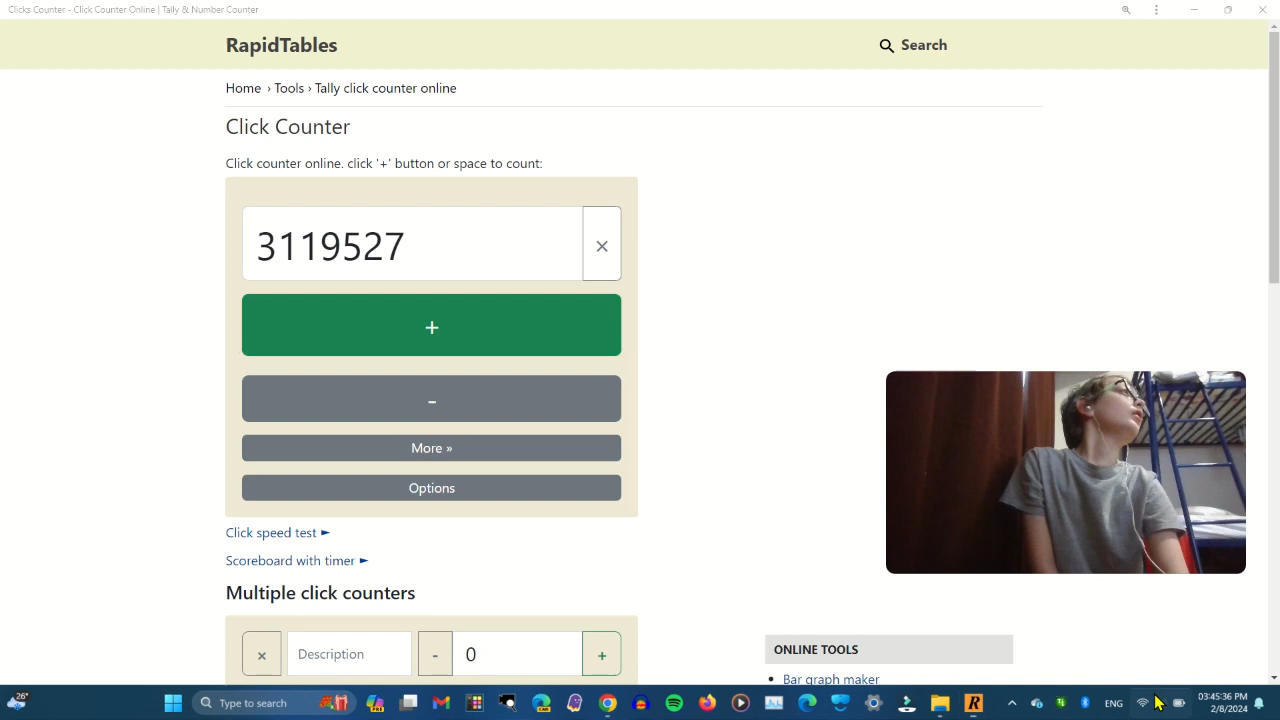 Clicks Counter - Click Counter Online | Tally & Number Counter
RapidTables
Search
Home › Tools › Tally click counter online
Click Counter
Click counter online. click '+' button or space to count:
3119527
×
+
-
More »
Options
Click speed test ►
Scoreboard with timer ►
Multiple click counters
× Description - 0 +
ONLINE TOOLS
Bar graph maker
26°
Type to search
ENG
03:45:36 PM
2/8/2024